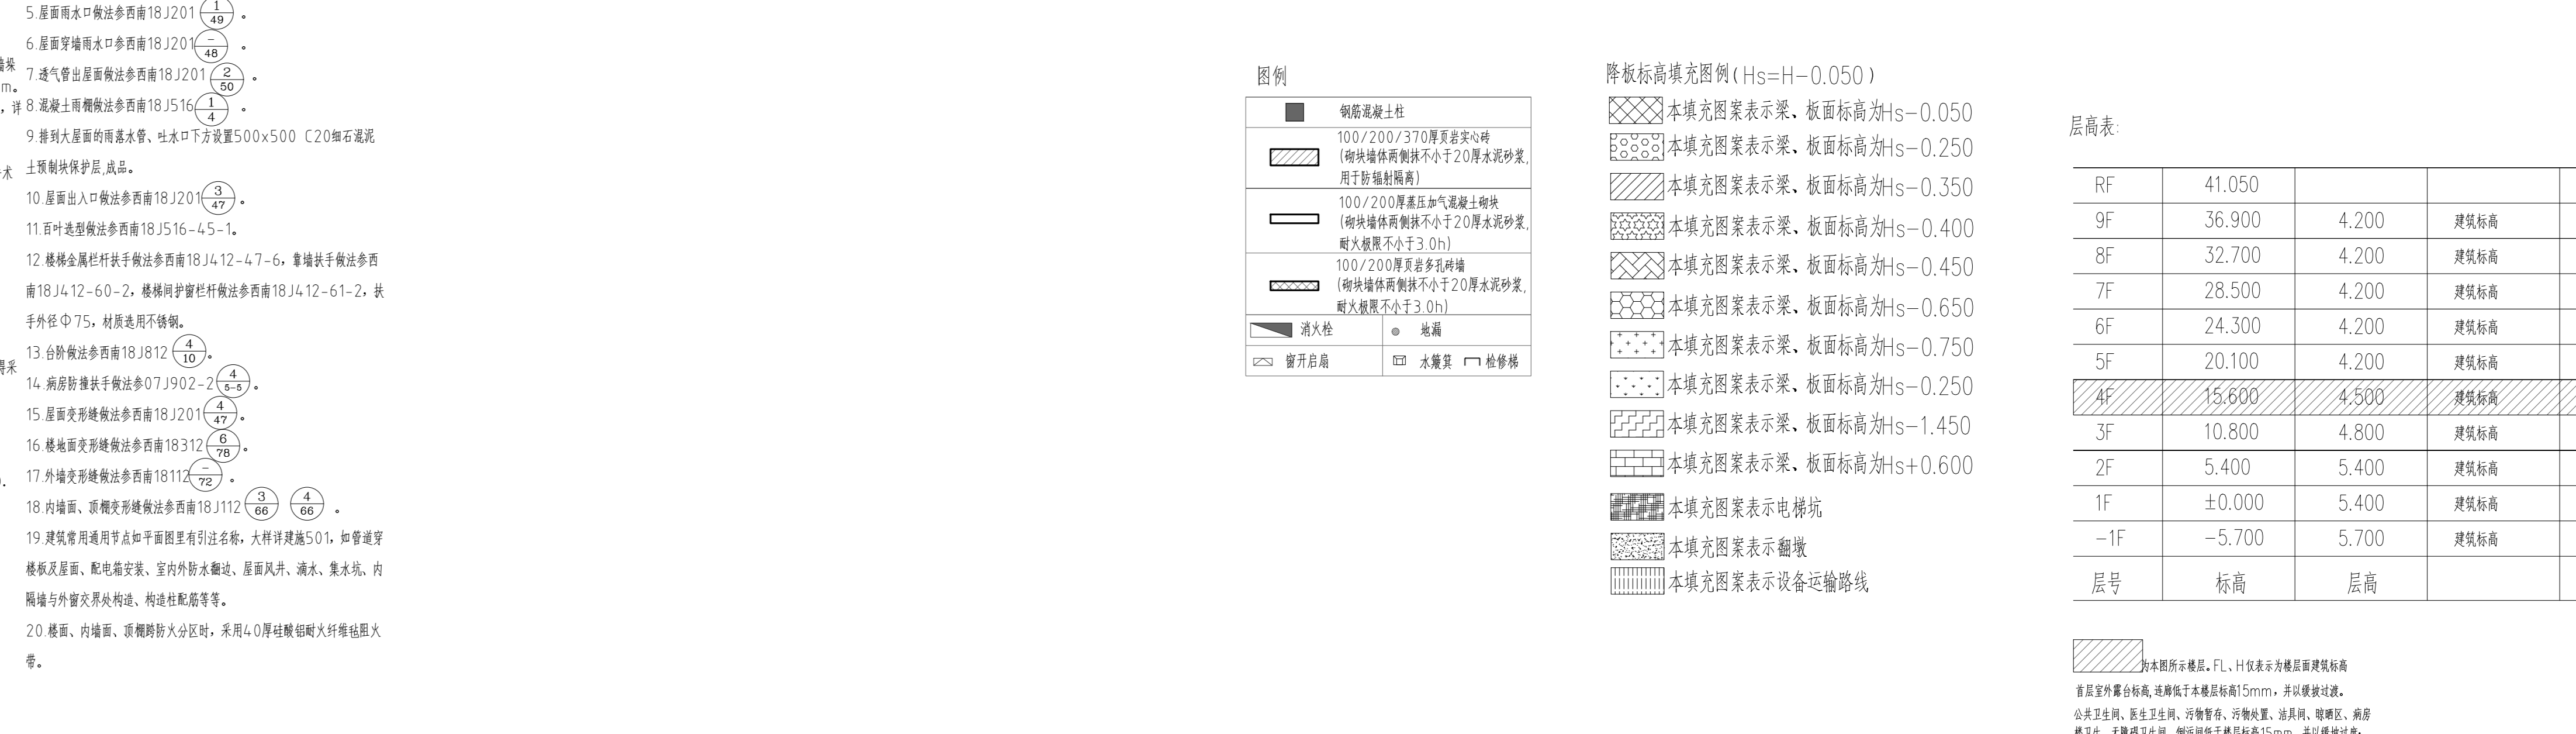 5.屋面雨水口做法参西南18J201 1/49 。
6.屋面穿墙雨水口参西南18J201 -/48 。
7.透气管出屋面做法参西南18J201 2/50 。
8.混凝土雨棚做法参西南18J516 1/4 。
9.排到大屋面的雨落水管、吐水口下方设置500x500 C20细石混泥
土预制块保护层,成品。
10.屋面出入口做法参西南18J201 3/47 。
11.百叶选型做法参西南18J516-45-1。
12.楼梯金属栏杆扶手做法参西南18J412-47-6，靠墙扶手做法参西
南18J412-60-2，楼梯间护窗栏杆做法参西南18J412-61-2，扶
手外径Φ75，材质选用不锈钢。
13.台阶做法参西南18J812 4/10 。
14.病房防撞扶手做法参07J902-2 4/5-5 。
15.屋面变形缝做法参西南18J201 4/47 。
16.楼地面变形缝做法参西南18312 6/78 。
17.外墙变形缝做法参西南18112 -/72 。
18.内墙面、顶棚变形缝做法参西南18J112 3/66 4/66 。
19.建筑常用通用节点如平面图里有引注名称，大样详建施501，如管道穿
楼板及屋面、配电箱安装、室内外防水翻边、屋面风井、滴水、集水坑、内
隔墙与外窗交界处构造、构造柱配筋等等。
20.楼面、内墙面、顶棚跨防火分区时，采用40厚硅酸铝耐火纤维毡阻火
带。
墙垛
m。
，详
术
得采
图例
钢筋混凝土柱
100/200/370厚页岩实心砖
(砌块墙体两侧抹不小于20厚水泥砂浆,
用于防辐射隔离)
100/200厚蒸压加气混凝土砌块
(砌块墙体两侧抹不小于20厚水泥砂浆,
耐火极限不小于3.0h)
100/200厚页岩多孔砖墙
(砌块墙体两侧抹不小于20厚水泥砂浆,
耐火极限不小于3.0h)
消火栓 地漏
窗开启扇 水簸箕 检修梯
降板标高填充图例(Hs=H-0.050)
本填充图案表示梁、板面标高为Hs-0.050
本填充图案表示梁、板面标高为Hs-0.250
本填充图案表示梁、板面标高为Hs-0.350
本填充图案表示梁、板面标高为Hs-0.400
本填充图案表示梁、板面标高为Hs-0.450
本填充图案表示梁、板面标高为Hs-0.650
本填充图案表示梁、板面标高为Hs-0.750
本填充图案表示梁、板面标高为Hs-0.250
本填充图案表示梁、板面标高为Hs-1.450
本填充图案表示梁、板面标高为Hs+0.600
本填充图案表示电梯坑
本填充图案表示翻墩
本填充图案表示设备运输路线
层高表:
RF 41.050
9F 36.900 4.200 建筑标高
8F 32.700 4.200 建筑标高
7F 28.500 4.200 建筑标高
6F 24.300 4.200 建筑标高
5F 20.100 4.200 建筑标高
4F 15.600 4.500 建筑标高
3F 10.800 4.800 建筑标高
2F 5.400 5.400 建筑标高
1F ±0.000 5.400 建筑标高
-1F -5.700 5.700 建筑标高
层号 标高 层高
为本图所示楼层。FL、H仅表示为楼层面建筑标高
首层室外露台标高,连廊低于本楼层标高15mm，并以缓坡过渡。
公共卫生间、医生卫生间、污物暂存、污物处置、洁具间、晾晒区、病房
楼卫生、无障碍卫生间、倒污间低于楼层标高15mm，并以缓坡过度;